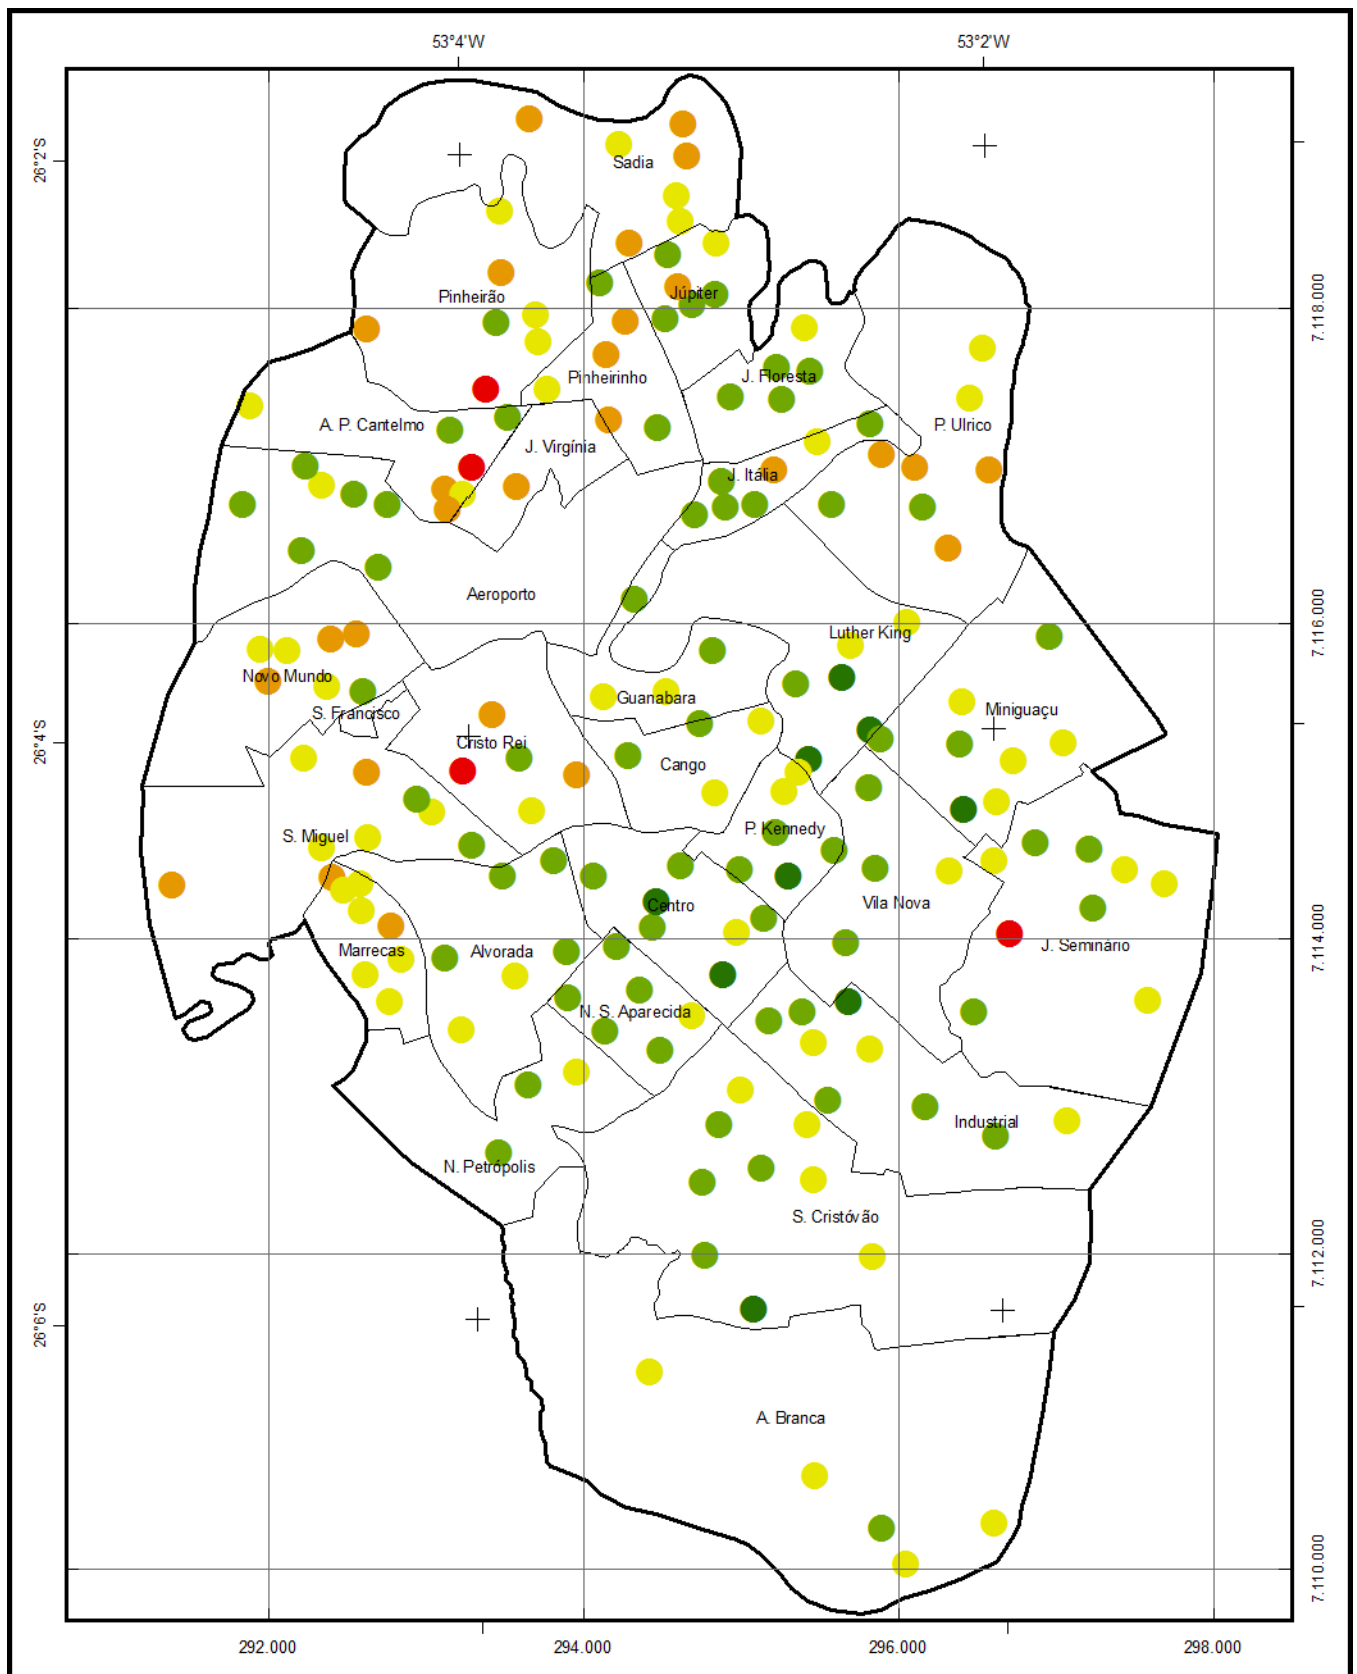 53°4'W
53°2'W
26°2'S
Sadia
Pinheirão
Júpiter
7.118.000
Pinheirinho
J. Floresta
A. P. Cantelmo
J. Virgínia
P. Ulrico
J. Itália
Aeroporto
Luther King
7.116.000
Novo Mundo
Guanabara
S. Francisco
Miniguaçu
26°4'S
Cristo Rei
Cango
S. Miguel
P. Kennedy
Centro
Vila Nova
Marrecas
Alvorada
J. Seminário
7.114.000
N. S. Aparecida
Industrial
N. Petrópolis
S. Cristóvão
7.112.000
26°6'S
A. Branca
7.110.000
292.000
294.000
296.000
298.000